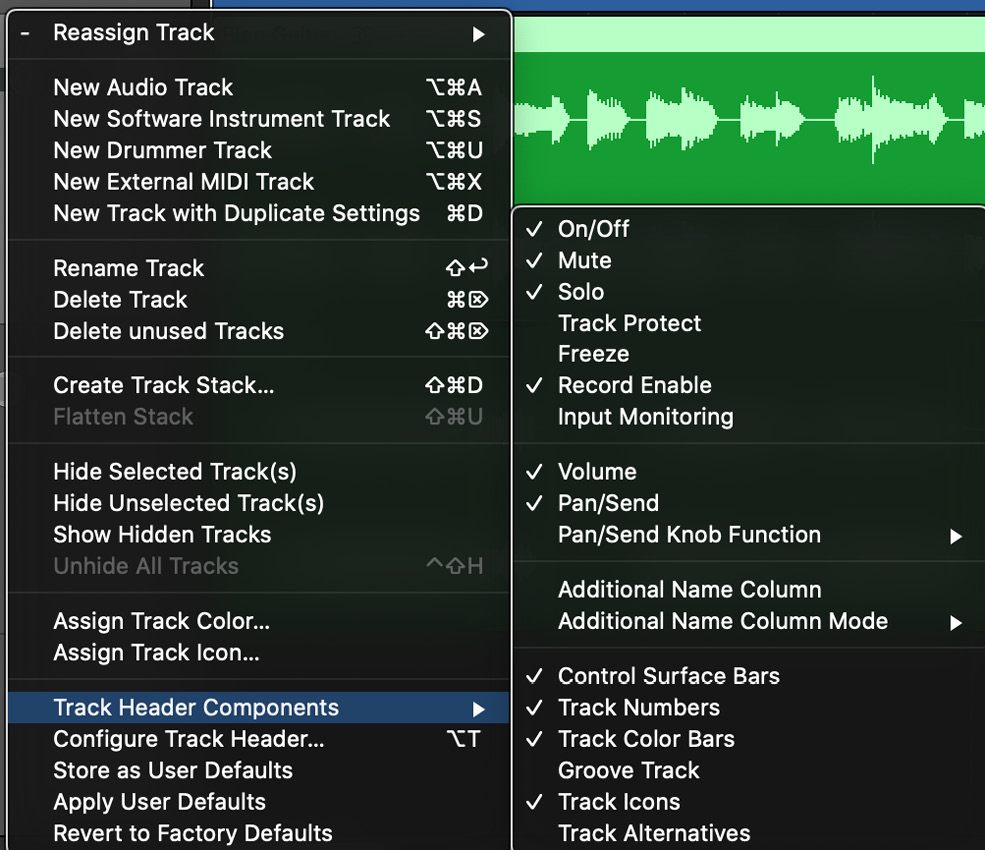 - Reassign Track ▶
New Audio Track ⌥⌘A
New Software Instrument Track ⌥⌘S
New Drummer Track ⌥⌘U
New External MIDI Track ⌥⌘X
New Track with Duplicate Settings ⌘D
Rename Track ⇧↩
Delete Track ⌘⌦
Delete unused Tracks ⇧⌘⌦
Create Track Stack... ⇧⌘D
Flatten Stack ⇧⌘U
Hide Selected Track(s)
Hide Unselected Track(s)
Show Hidden Tracks
Unhide All Tracks ^⇧H
Assign Track Color...
Assign Track Icon...
Track Header Components ▶
Configure Track Header... ⌥T
Store as User Defaults
Apply User Defaults
Revert to Factory Defaults
✓ On/Off
✓ Mute
✓ Solo
Track Protect
Freeze
✓ Record Enable
Input Monitoring
✓ Volume
✓ Pan/Send
Pan/Send Knob Function ▶
Additional Name Column
Additional Name Column Mode ▶
✓ Control Surface Bars
✓ Track Numbers
✓ Track Color Bars
Groove Track
✓ Track Icons
Track Alternatives